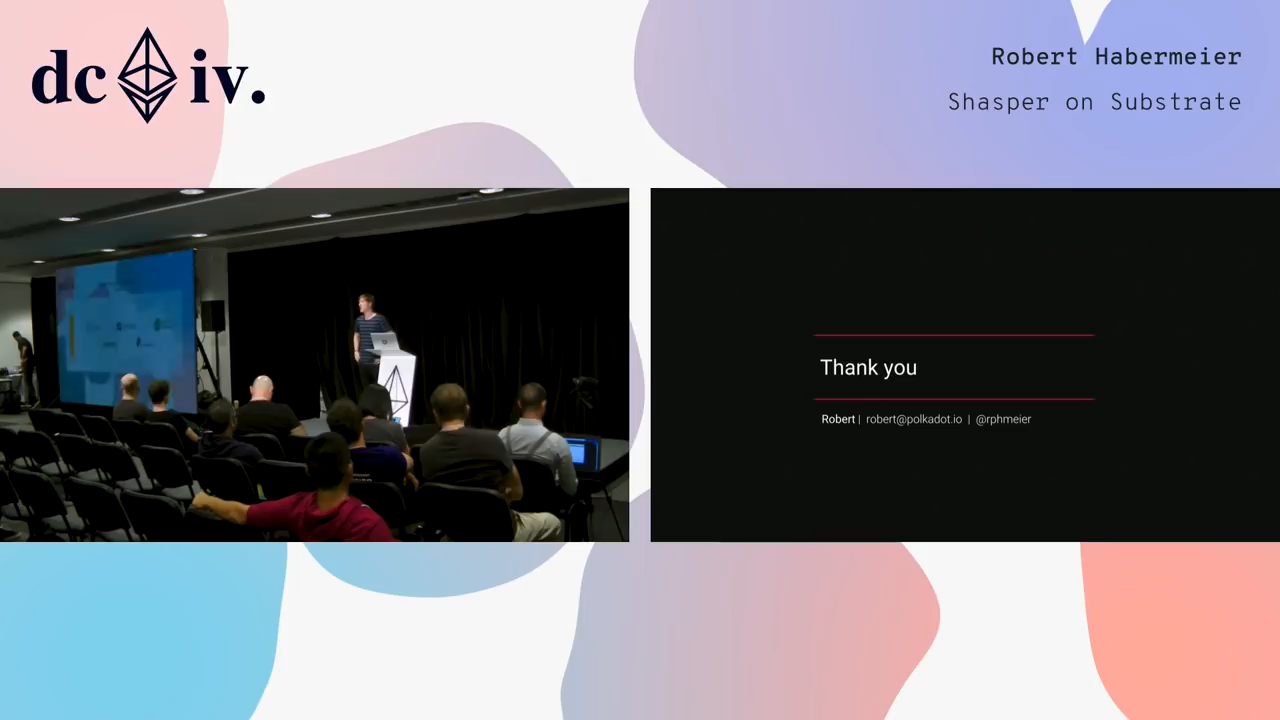 dc iv.
Robert Habermeier
Shasper on Substrate
Thank you
Robert | robert@polkadot.io | @rphmeier